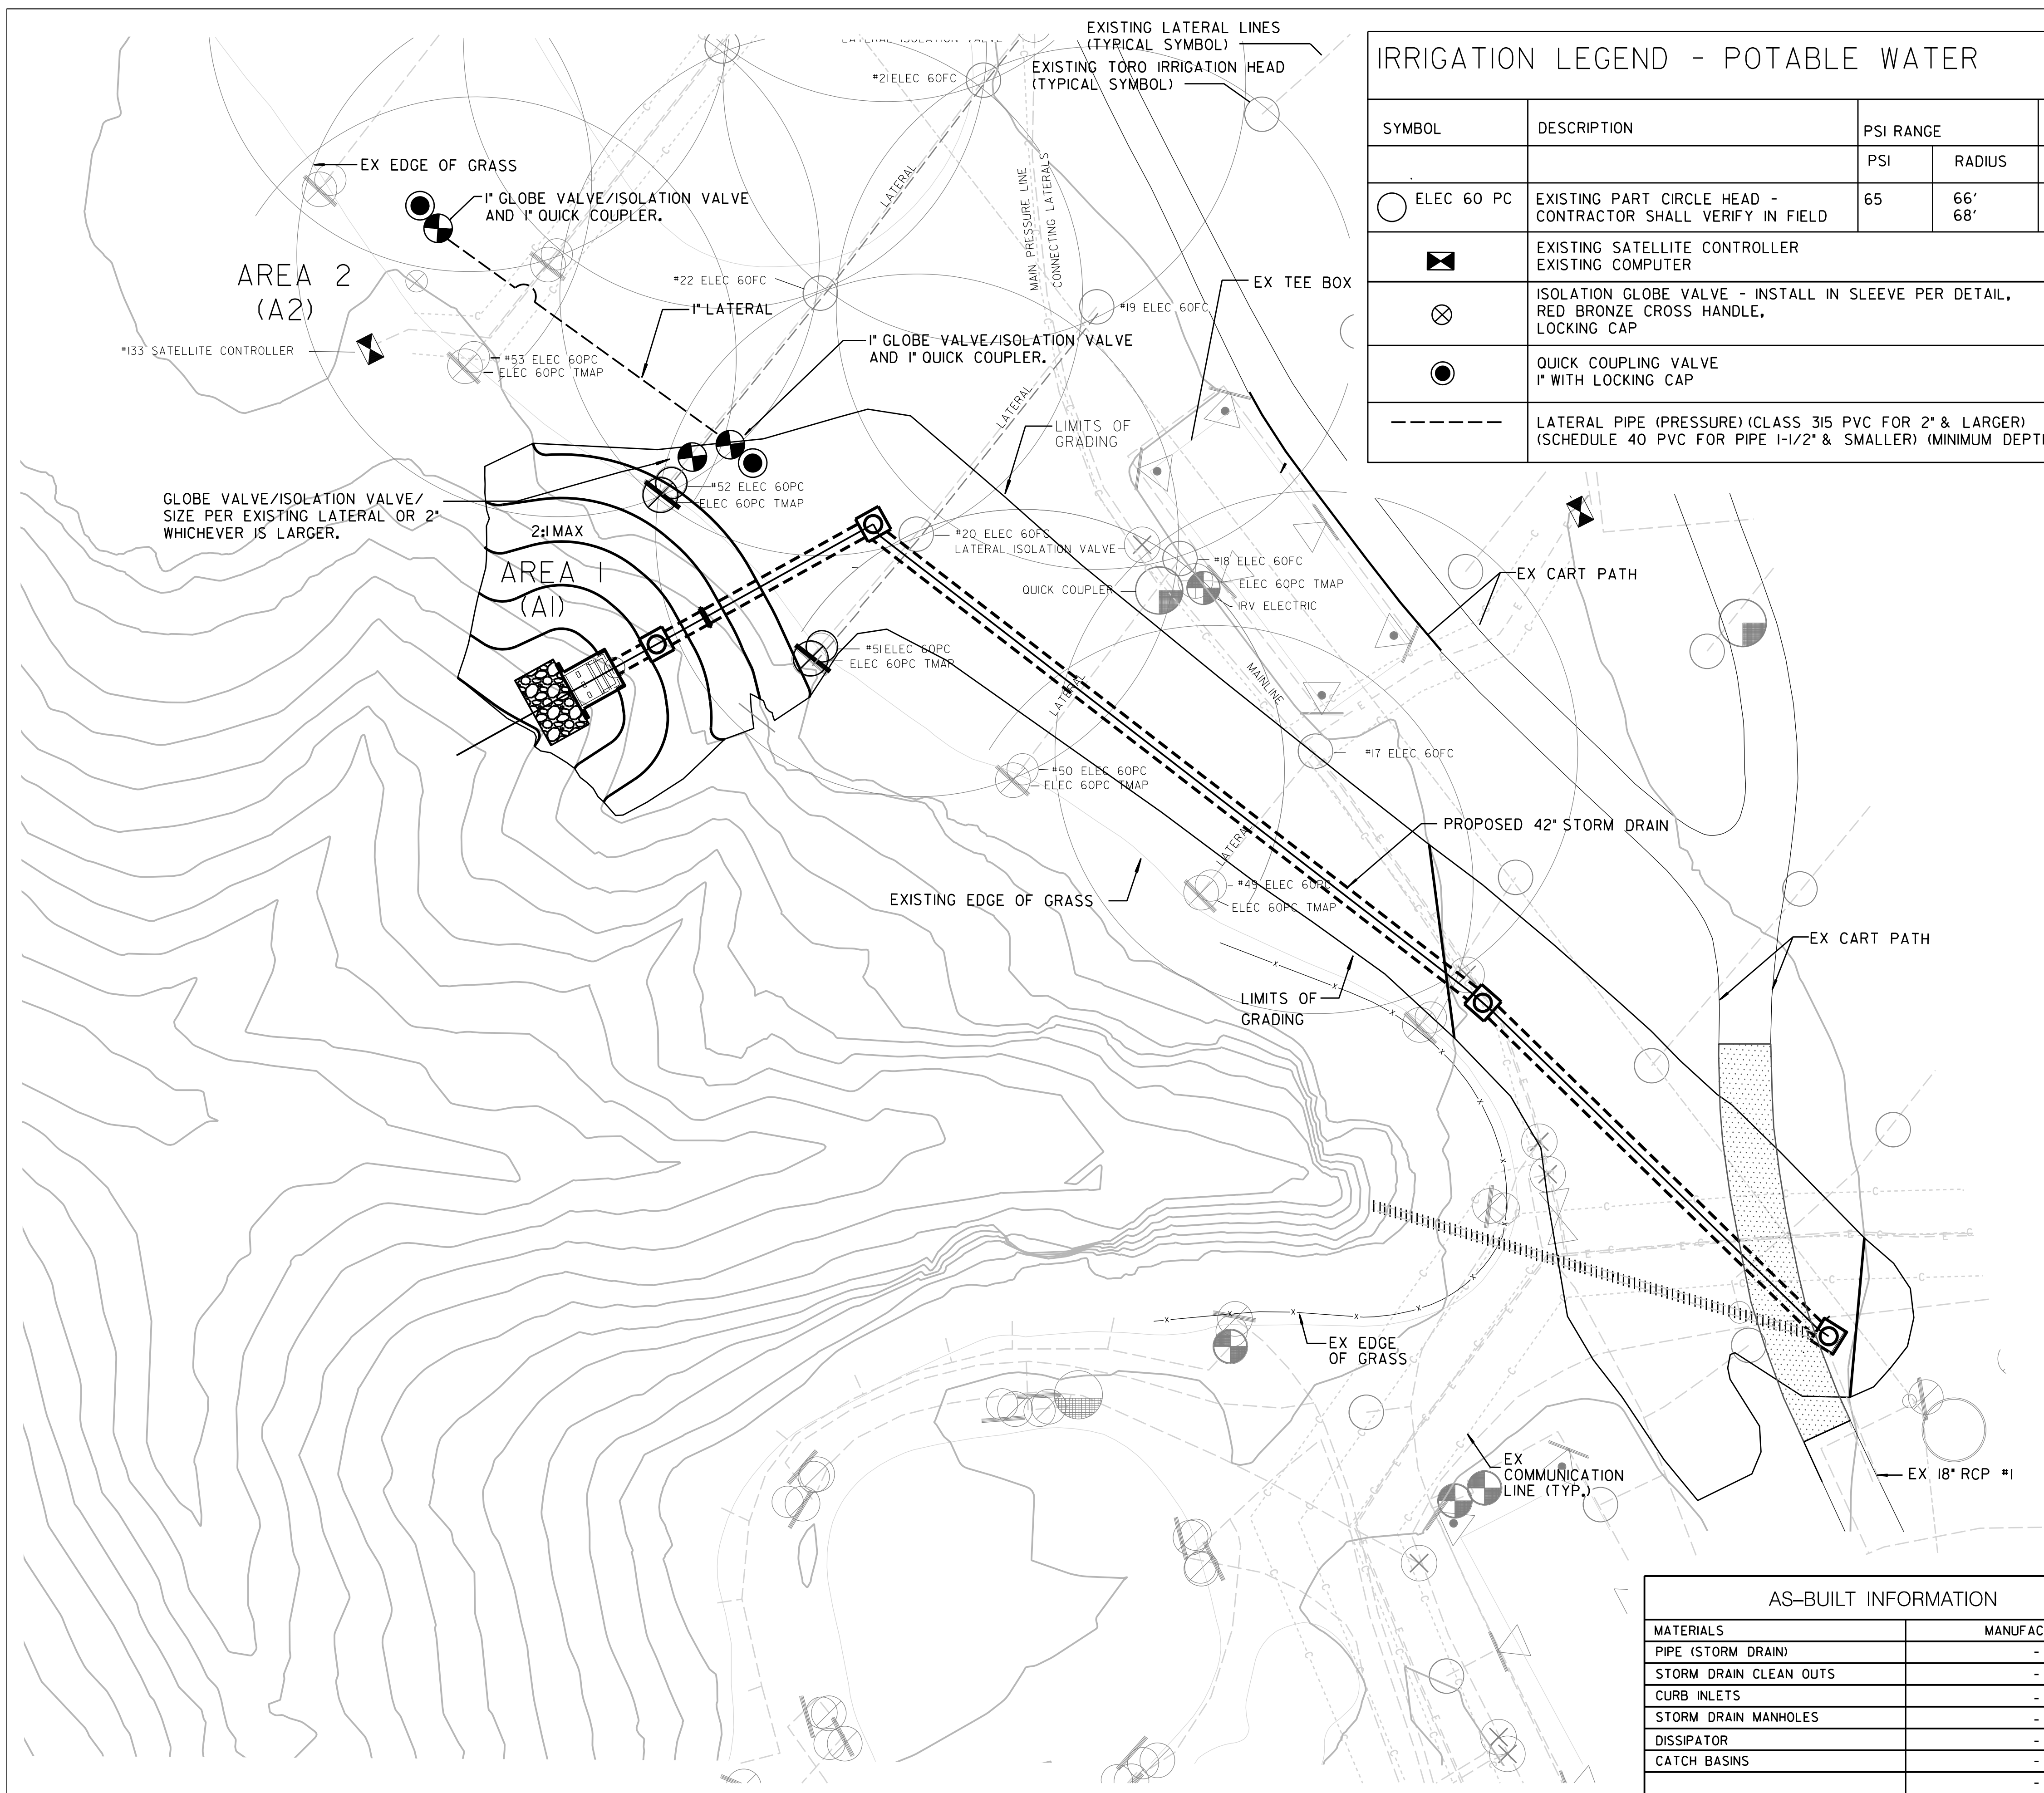 EXISTING LATERAL LINES
(TYPICAL SYMBOL)
EXISTING TORO IRRIGATION HEAD
(TYPICAL SYMBOL)
LATERAL ISOLATION VALVE
#21 ELEC 60FC
EX EDGE OF GRASS
1" GLOBE VALVE/ISOLATION VALVE
AND 1" QUICK COUPLER.
AREA 2
(A2)
#133 SATELLITE CONTROLLER
#53 ELEC 60PC
ELEC 60PC TMAP
1" LATERAL
#22 ELEC 60FC
LATERAL
MAIN PRESSURE LINE
CONNECTING LATERALS
#19 ELEC 60FC
EX TEE BOX
1" GLOBE VALVE/ISOLATION VALVE
AND 1" QUICK COUPLER.
LATERAL
LIMITS OF
GRADING
GLOBE VALVE/ISOLATION VALVE/
SIZE PER EXISTING LATERAL OR 2"
WHICHEVER IS LARGER.
#52 ELEC 60PC
ELEC 60PC TMAP
2:1 MAX
AREA 1
(A1)
#20 ELEC 60FC
LATERAL ISOLATION VALVE
#18 ELEC 60FC
ELEC 60PC TMAP
IRV ELECTRIC
QUICK COUPLER
EX CART PATH
#51 ELEC 60PC
ELEC 60PC TMAP
LATERAL
MAINLINE
#17 ELEC 60FC
#50 ELEC 60PC
ELEC 60PC TMAP
PROPOSED 42" STORM DRAIN
LATERAL
#49 ELEC 60PC
ELEC 60PC TMAP
EXISTING EDGE OF GRASS
EX CART PATH
LIMITS OF
GRADING
EX EDGE
OF GRASS
EX
COMMUNICATION
LINE (TYP.)
EX 18" RCP #1
IRRIGATION LEGEND - POTABLE WATER
SYMBOL DESCRIPTION PSI RANGE
PSI RADIUS
ELEC 60 PC EXISTING PART CIRCLE HEAD - 65 66'
CONTRACTOR SHALL VERIFY IN FIELD 68'
EXISTING SATELLITE CONTROLLER
EXISTING COMPUTER
ISOLATION GLOBE VALVE - INSTALL IN SLEEVE PER DETAIL,
RED BRONZE CROSS HANDLE,
LOCKING CAP
QUICK COUPLING VALVE
1" WITH LOCKING CAP
LATERAL PIPE (PRESSURE) (CLASS 315 PVC FOR 2" & LARGER)
(SCHEDULE 40 PVC FOR PIPE 1-1/2" & SMALLER) (MINIMUM DEPT
AS-BUILT INFORMATION
MATERIALS MANUFAC
PIPE (STORM DRAIN) -
STORM DRAIN CLEAN OUTS -
CURB INLETS -
STORM DRAIN MANHOLES -
DISSIPATOR -
CATCH BASINS -
-